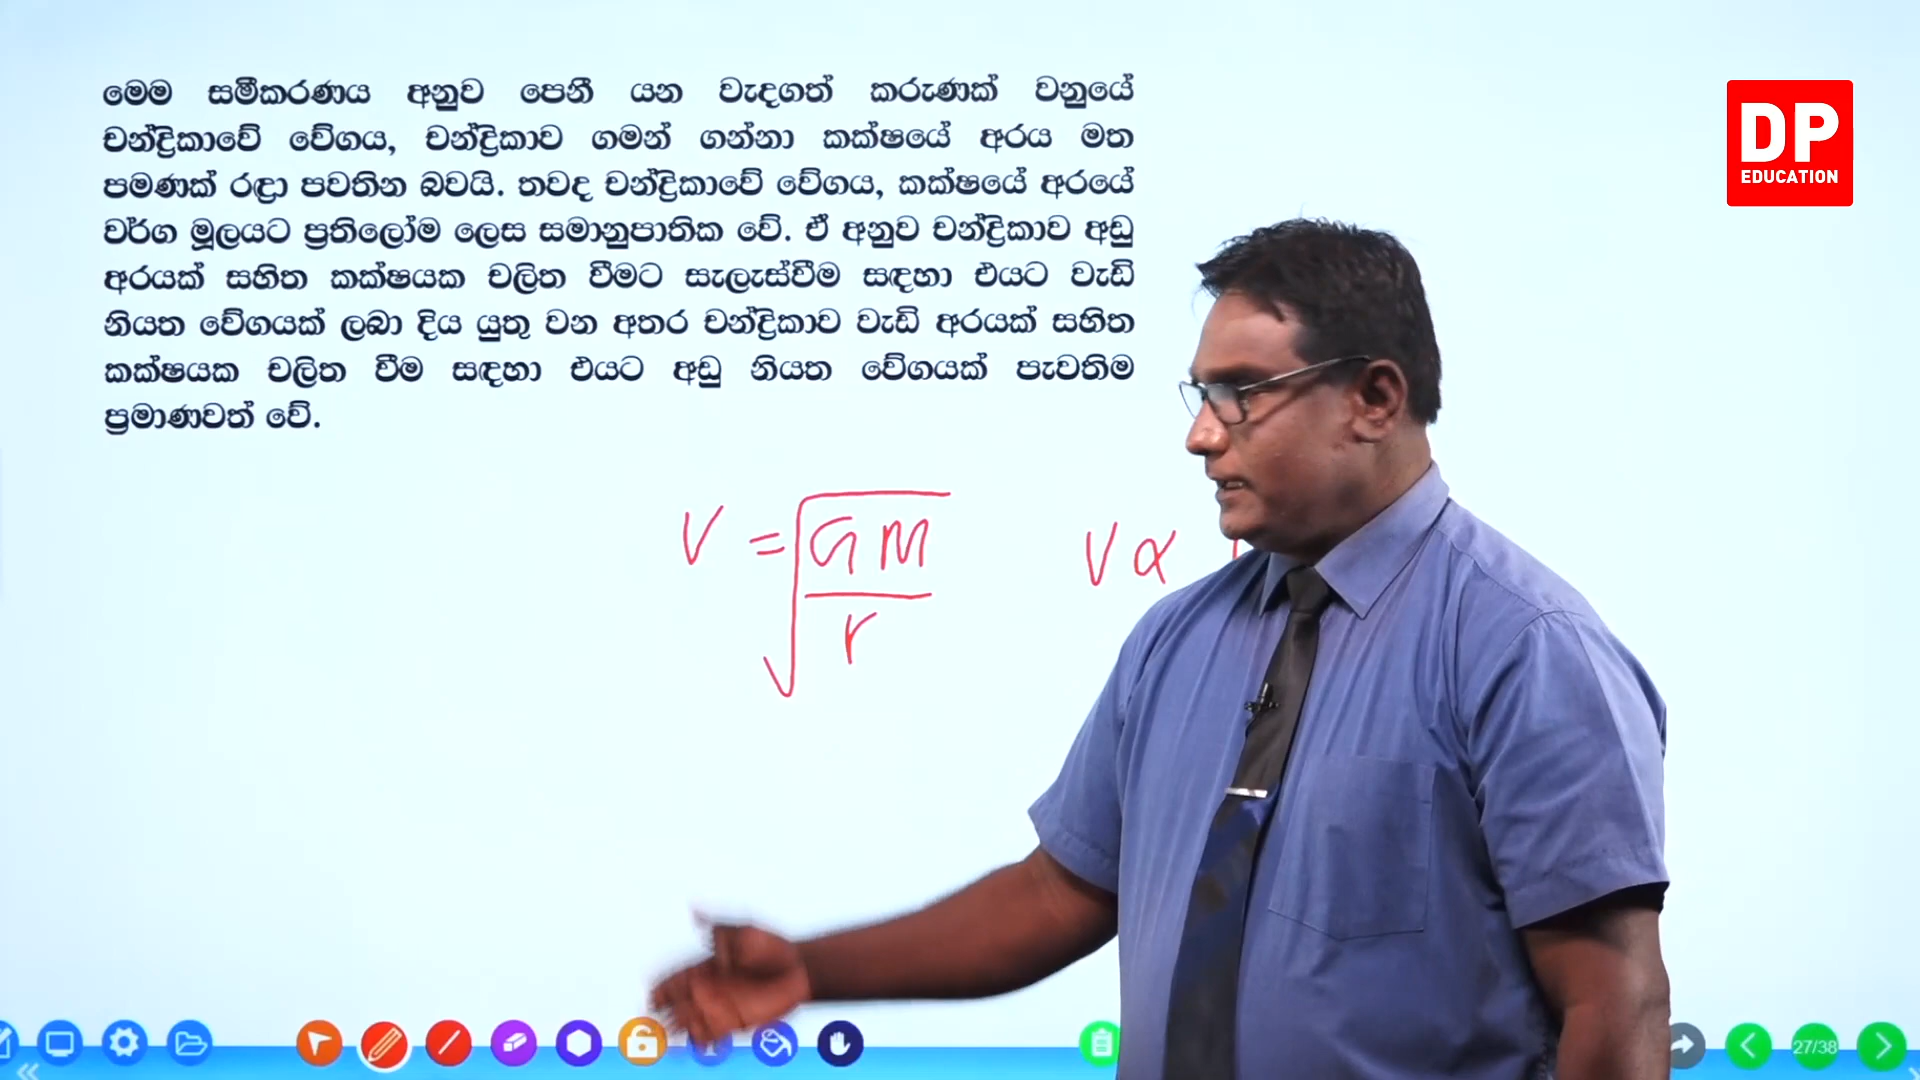 මෙම සමීකරණය අනුව පෙනී යන වැදගත් කරුණක් වනුයේ
චන්ද්‍රිකාවේ වේගය, චන්ද්‍රිකාව ගමන් ගන්නා කක්ෂයේ අරය මත
පමණක් රඳා පවතින බවයි. තවද චන්ද්‍රිකාවේ වේගය, කක්ෂයේ අරයේ
වර්ග මූලයට ප්‍රතිලෝම ලෙස සමානුපාතික වේ. ඒ අනුව චන්ද්‍රිකාව අඩු
අරයක් සහිත කක්ෂයක චලිත වීමට සැලැස්වීම සඳහා එයට වැඩි
නියත වේගයක් ලබා දිය යුතු වන අතර චන්ද්‍රිකාව වැඩි අරයක් සහිත
කක්ෂයක චලිත වීම සඳහා එයට අඩු නියත වේගයක් පැවතිම
ප්‍රමාණවත් වේ.
DP
EDUCATION
V = √(GM/r) V ∝
27/38